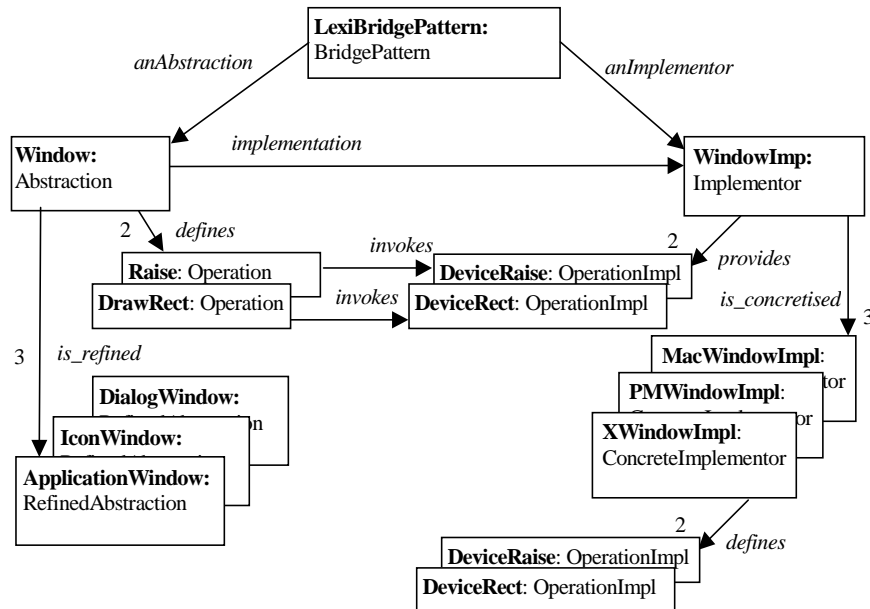 LexiBridgePattern:
BridgePattern
anAbstraction
anImplementor
Window:
Abstraction
implementation
WindowImp:
Implementor
2
defines
invokes
2
provides
Raise: Operation
DeviceRaise: OperationImpl
DrawRect: Operation
invokes
DeviceRect: OperationImpl
is_concretised
3
3
is_refined
MacWindowImpl:
DialogWindow:
PMWindowImpl:
IconWindow:
XWindowImpl:
ConcreteImplementor
ApplicationWindow:
RefinedAbstraction
2
defines
DeviceRaise: OperationImpl
DeviceRect: OperationImpl